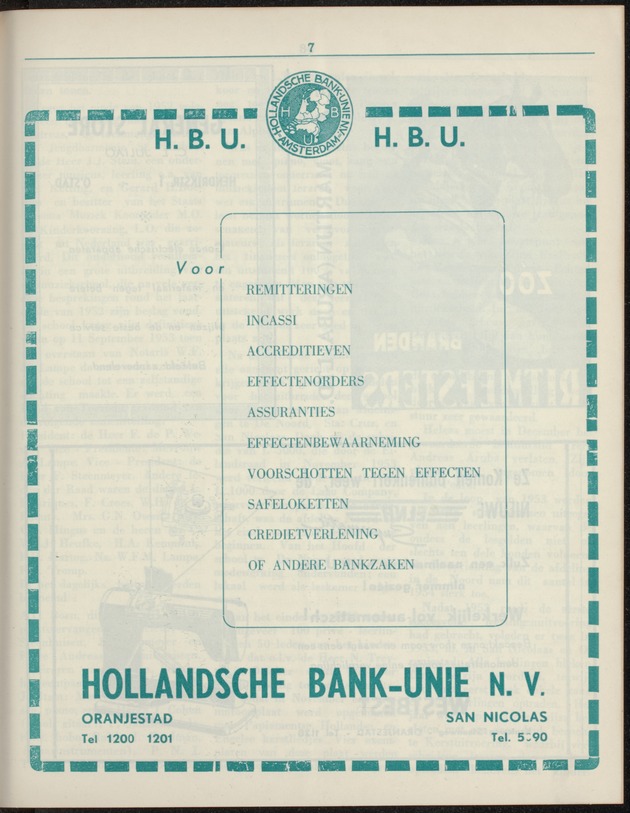 7
HOLLANDSCHE BANK-UNIE N.V.
H B U
AMSTERDAM
H. B. U. H. B. U.
Voor
REMITTERINGEN
INCASSI
ACCREDITIEVEN
EFFECTENORDERS
ASSURANTIES
EFFECTENBEWAARNEMING
VOORSCHOTTEN TEGEN EFFECTEN
SAFELOKETTEN
CREDIETVERLENING
OF ANDERE BANKZAKEN
HOLLANDSCHE BANK-UNIE N. V.
ORANJESTAD SAN NICOLAS
Tel 1200 1201 Tel.